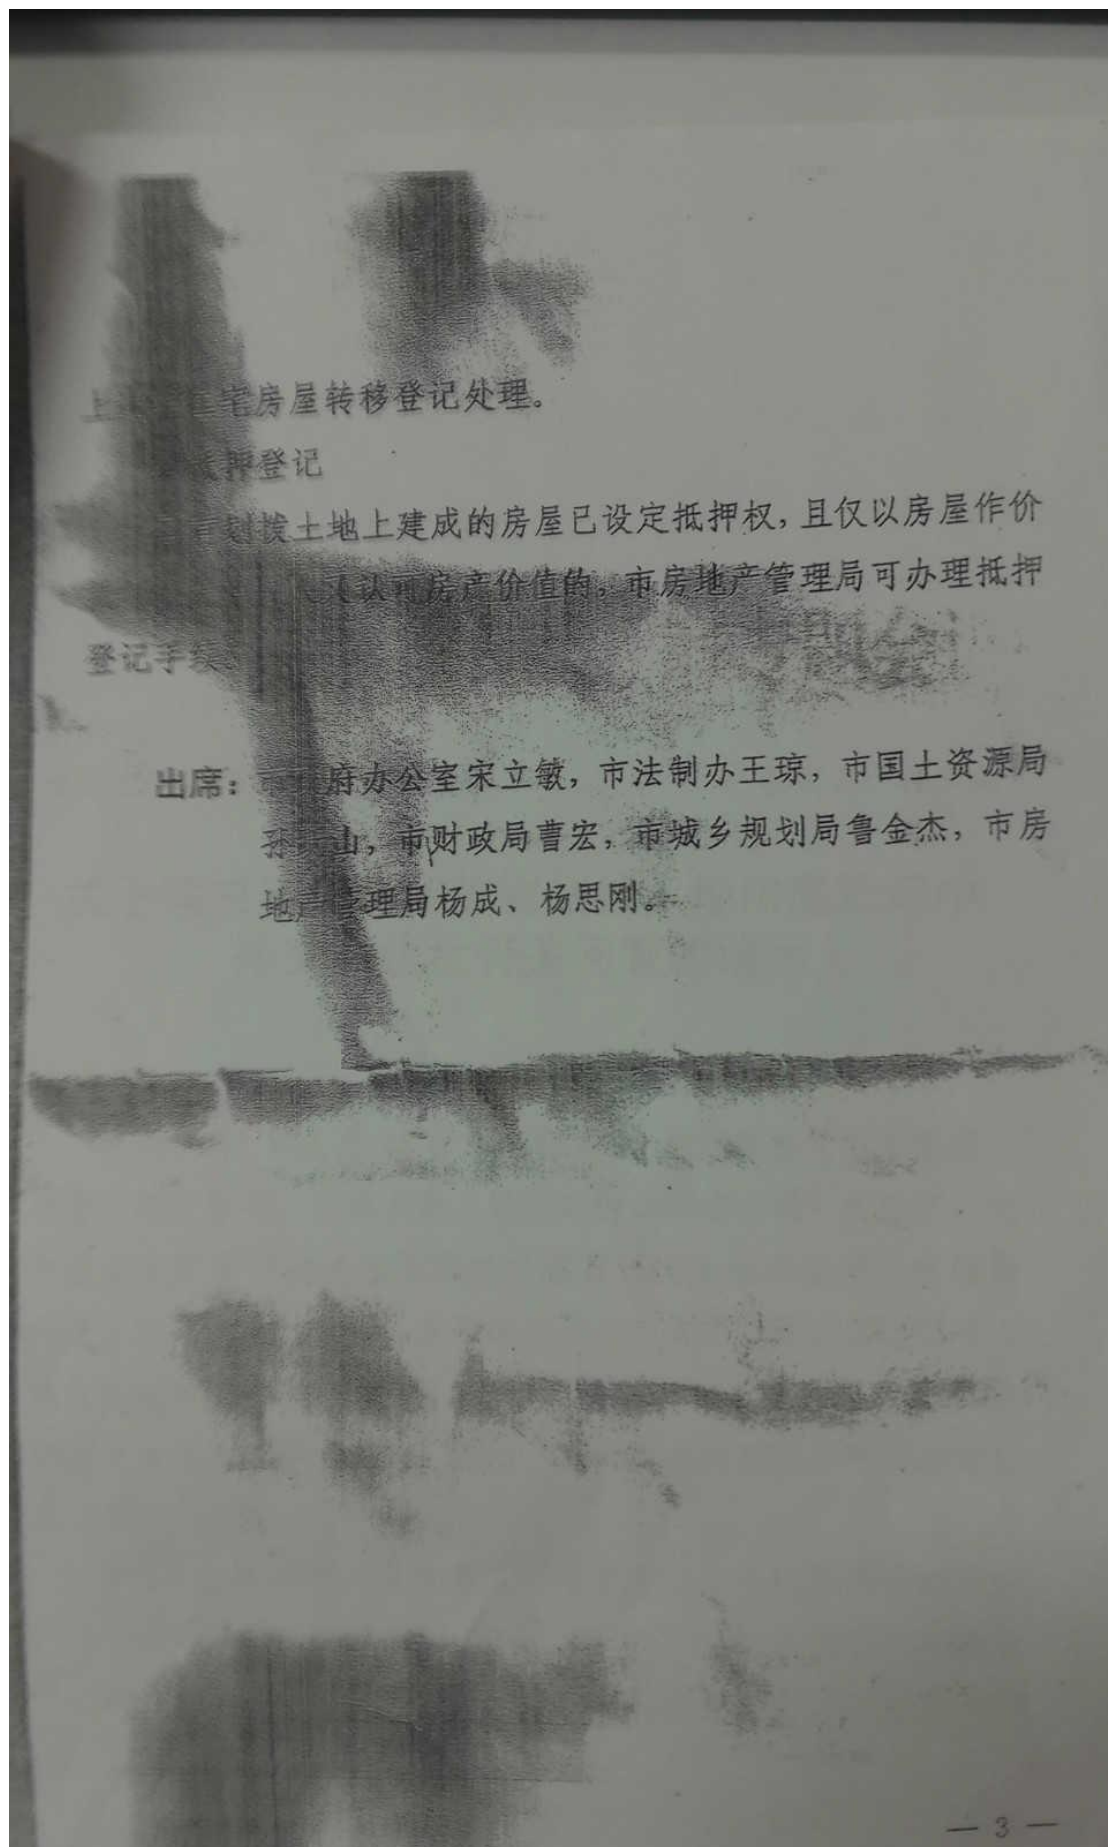 上宅房屋转移登记处理。
抵押登记
划拨土地上建成的房屋已设定抵押权，且仅以房屋作价
认可房产价值的，市房地产管理局可办理抵押
登记手续
出席：府办公室宋立敏，市法制办王琼，市国土资源局
孙山，市财政局曹宏，市城乡规划局鲁金杰，市房
地产管理局杨成、杨思刚。
— 3 —